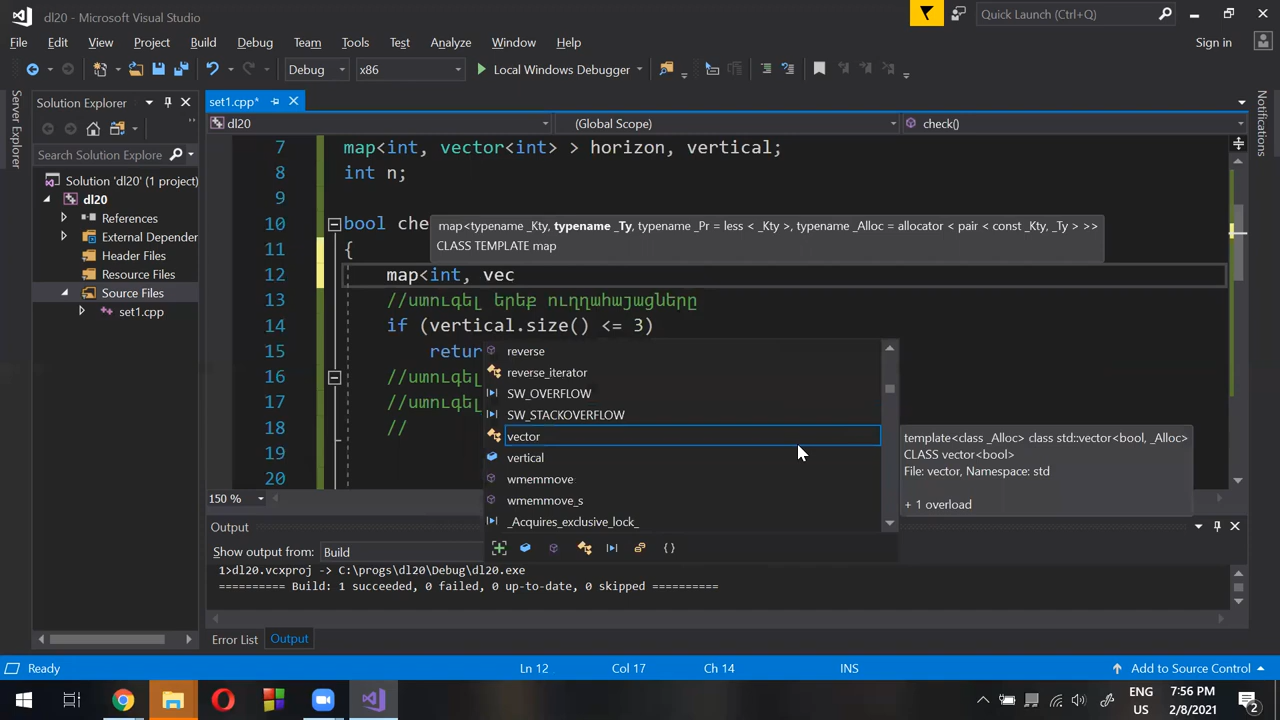 dl20 - Microsoft Visual Studio
Quick Launch (Ctrl+Q)
File Edit View Project Build Debug Team Tools Test Analyze Window Help
Sign in
Debug x86 Local Windows Debugger
Server Explorer
Solution Explorer
Search Solution Explorer
Solution 'dl20' (1 project)
dl20
References
External Depender
Header Files
Resource Files
Source Files
set1.cpp
set1.cpp*
dl20 (Global Scope) check()
7 map<int, vector<int> > horizon, vertical;
8 int n;
9
10 bool che
map<typename _Kty, typename _Ty, typename _Pr = less < _Kty >, typename _Alloc = allocator < pair < const _Kty, _Ty > >>
CLASS TEMPLATE map
11 {
12 map<int, vec
13 //ստուգել երեք ուղղահայացները
14 if (vertical.size() <= 3)
15 retur
16 //ստուգել
17 //ստուգել
18 //
19
20
reverse
reverse_iterator
SW_OVERFLOW
SW_STACKOVERFLOW
vector
vertical
wmemmove
wmemmove_s
_Acquires_exclusive_lock_
{ }
template<class _Alloc> class std::vector<bool, _Alloc>
CLASS vector<bool>
File: vector, Namespace: std
+ 1 overload
150 %
Output
Show output from: Build
1>dl20.vcxproj -> C:\progs\dl20\Debug\dl20.exe
========== Build: 1 succeeded, 0 failed, 0 up-to-date, 0 skipped ==========
Error List Output
Notifications
Ready Ln 12 Col 17 Ch 14 INS Add to Source Control
ENG
US
7:56 PM
2/8/2021
2